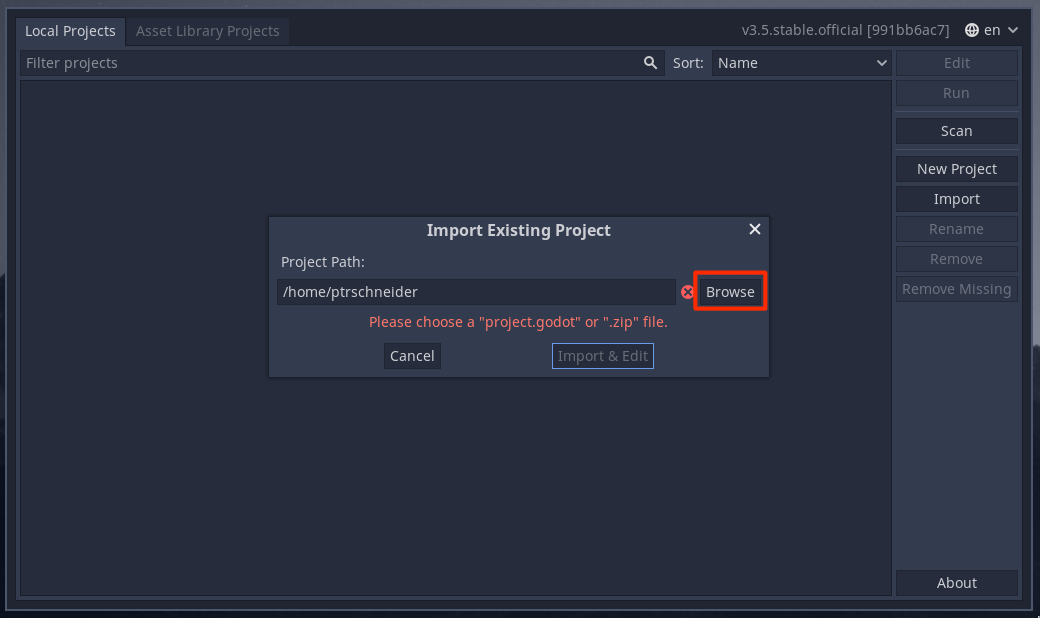 Local Projects Asset Library Projects v3.5.stable.official [991bb6ac7] en
Filter projects Sort: Name Edit
Run
Scan
New Project
Import
Rename
Remove
Remove Missing
Import Existing Project
Project Path:
/home/ptrschneider Browse
Please choose a "project.godot" or ".zip" file.
Cancel Import & Edit
About